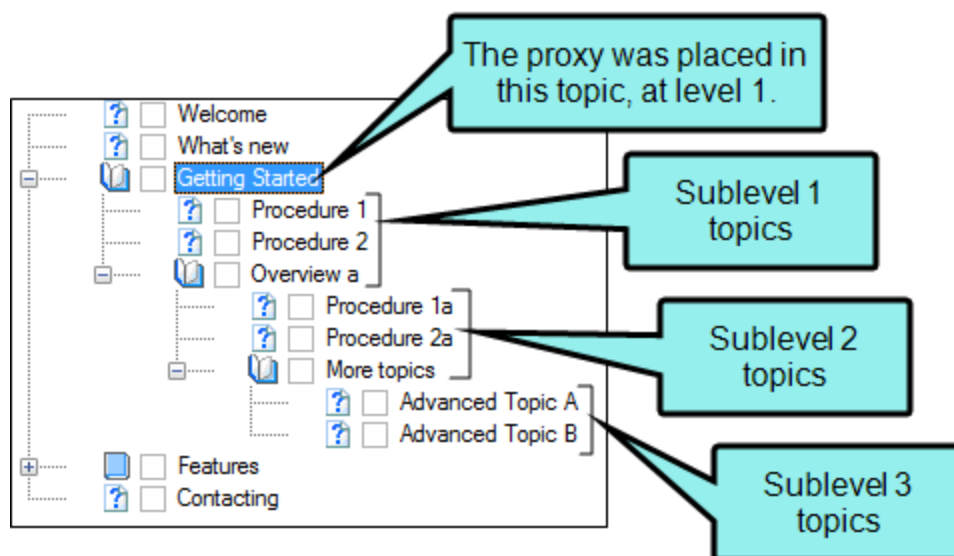 The proxy was placed in
this topic, at level 1.
Welcome
What's new
Getting Started
Procedure 1
Procedure 2
Overview a
Sublevel 1
topics
Procedure 1a
Procedure 2a
More topics
Sublevel 2
topics
Advanced Topic A
Advanced Topic B
Features
Contacting
Sublevel 3
topics